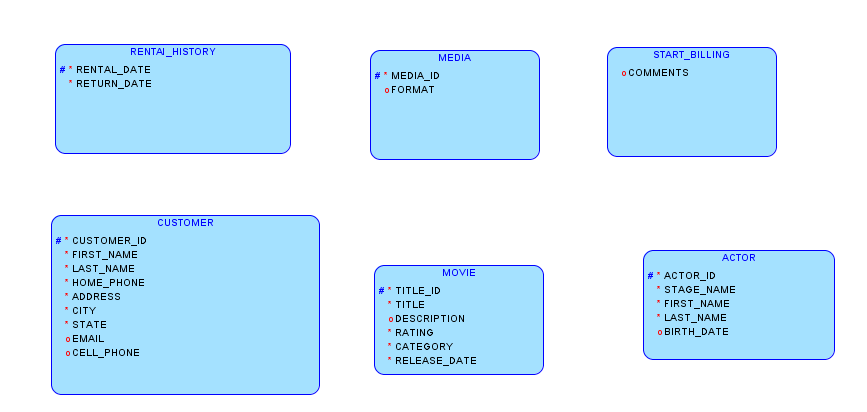 RENTAI_HISTORY
# * RENTAL_DATE
* RETURN_DATE
MEDIA
# * MEDIA_ID
o FORMAT
START_BILLING
o COMMENTS
CUSTOMER
# * CUSTOMER_ID
* FIRST_NAME
* LAST_NAME
* HOME_PHONE
* ADDRESS
* CITY
* STATE
o EMAIL
o CELL_PHONE
MOVIE
# * TITLE_ID
* TITLE
o DESCRIPTION
* RATING
* CATEGORY
* RELEASE_DATE
ACTOR
# * ACTOR_ID
* STAGE_NAME
* FIRST_NAME
* LAST_NAME
o BIRTH_DATE